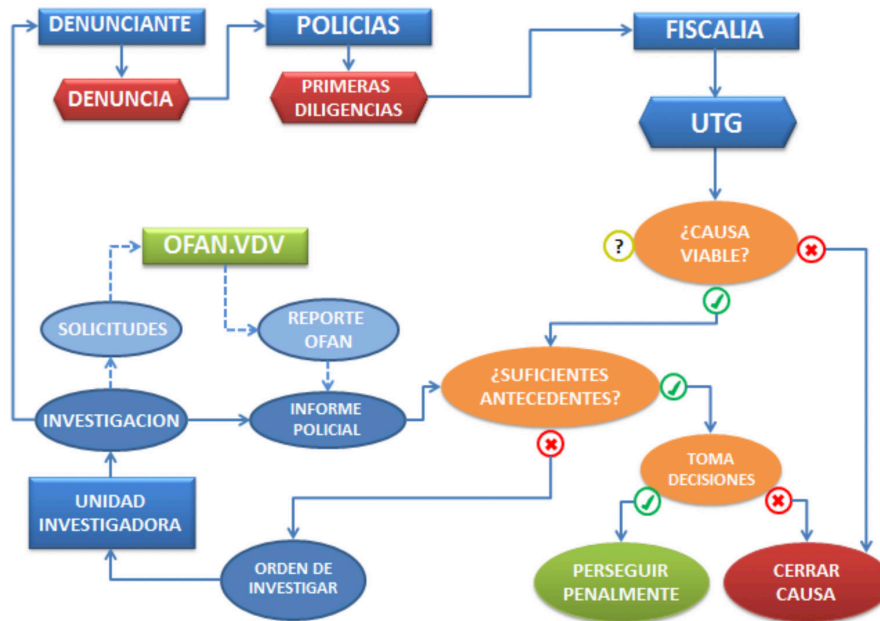 DENUNCIANTE
POLICIAS
FISCALIA
DENUNCIA
PRIMERAS
DILIGENCIAS
UTG
¿CAUSA
VIABLE?
?
OFAN.VDV
SOLICITUDES
REPORTE
OFAN
¿SUFICIENTES
ANTECEDENTES?
INVESTIGACION
INFORME
POLICIAL
TOMA
DECISIONES
UNIDAD
INVESTIGADORA
ORDEN DE
INVESTIGAR
PERSEGUIR
PENALMENTE
CERRAR
CAUSA